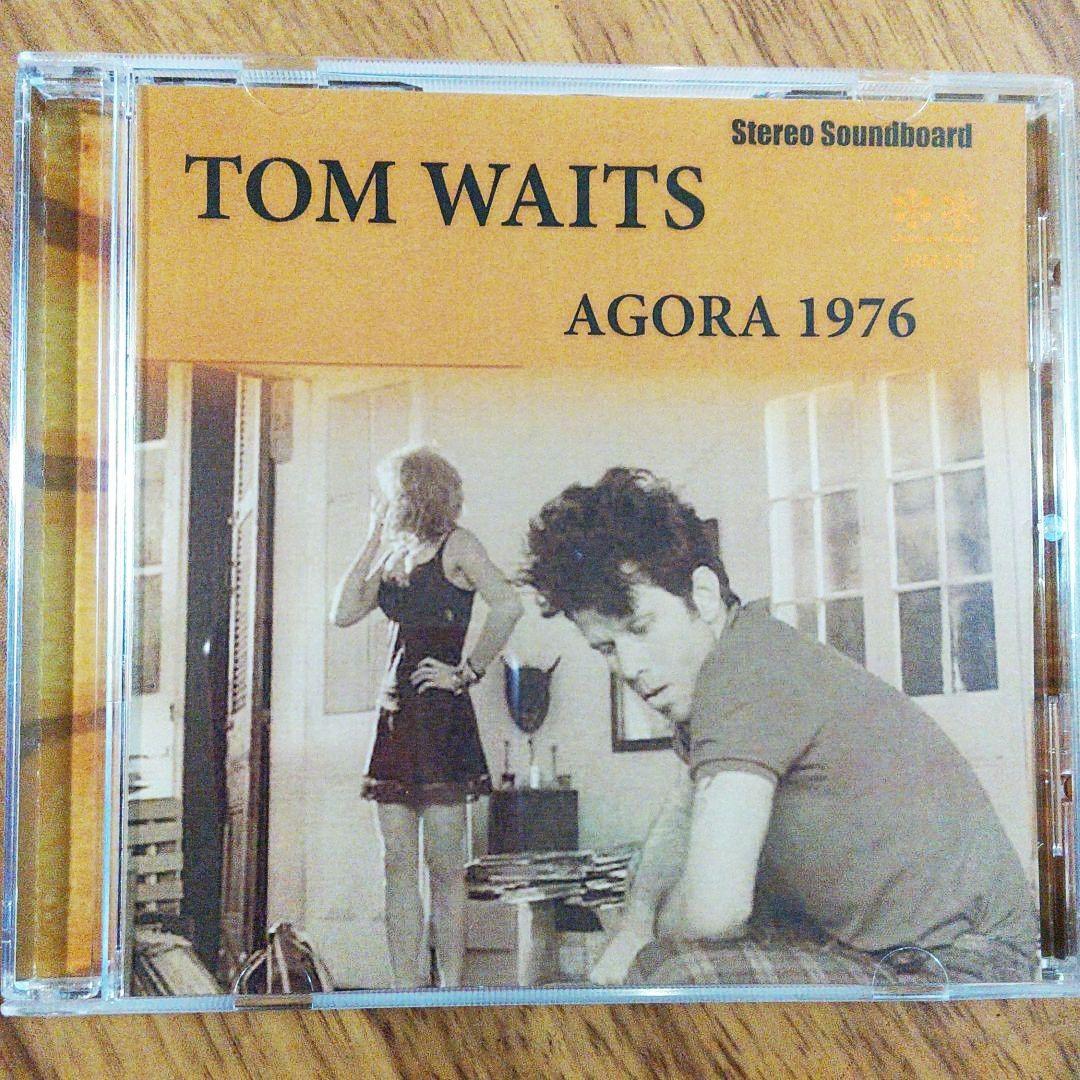 Stereo Soundboard
TOM WAITS
AGORA 1976